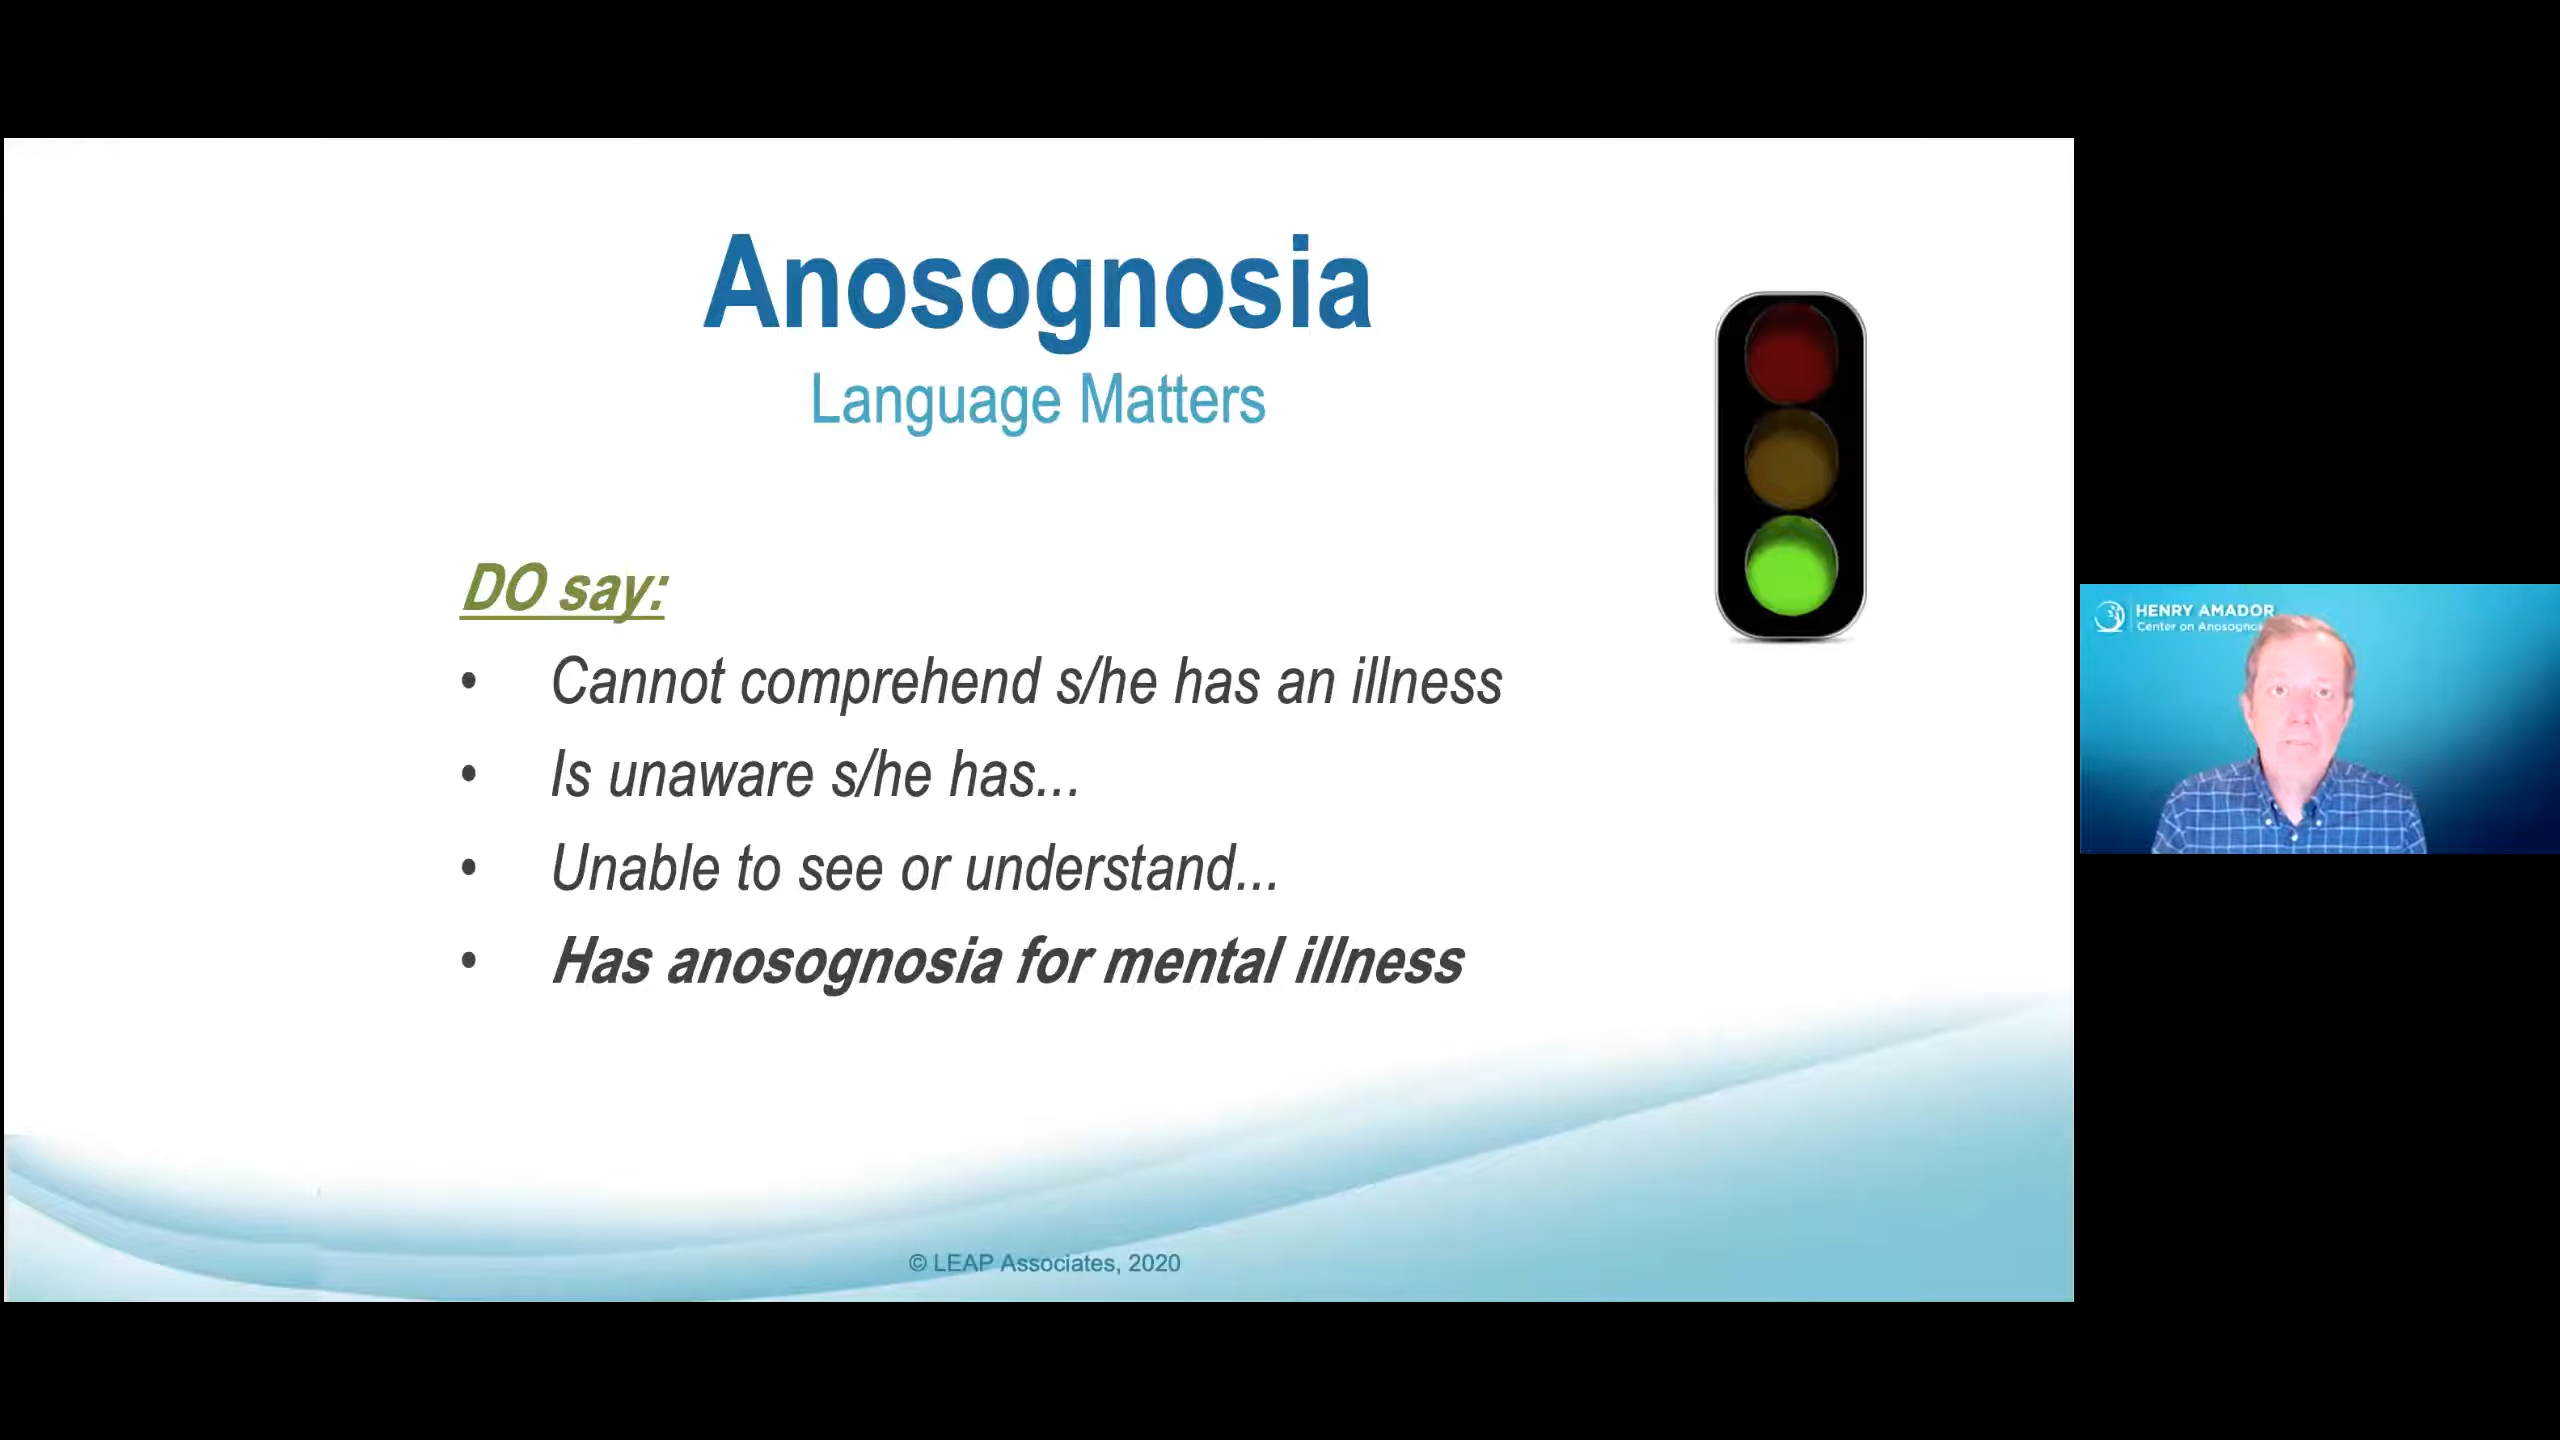 Anosognosia
Language Matters
DO say:
• Cannot comprehend s/he has an illness
• Is unaware s/he has...
• Unable to see or understand...
• Has anosognosia for mental illness
© LEAP Associates, 2020
HENRY AMADOR
Center on